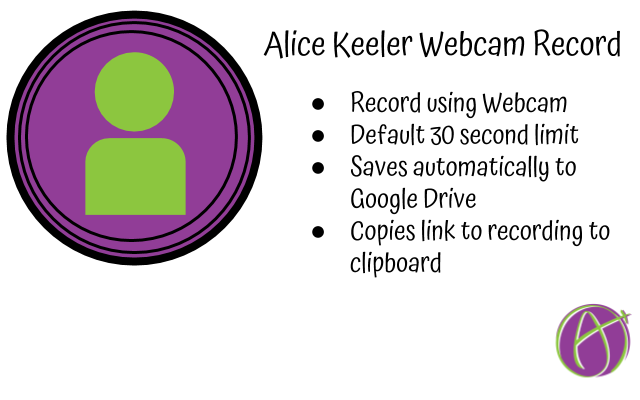 Alice Keeler Webcam Record
● Record using Webcam
● Default 30 second limit
● Saves automatically to
Google Drive
● Copies link to recording to
clipboard
A+